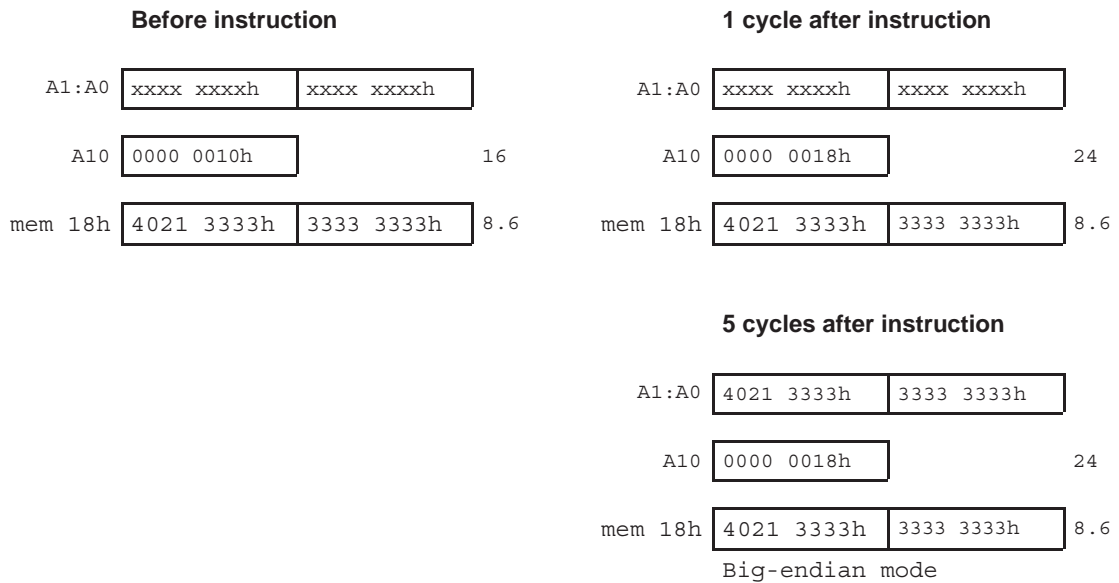 Before instruction
A1:A0 xxxx xxxxh xxxx xxxxh
A10 0000 0010h 16
mem 18h 4021 3333h 3333 3333h 8.6
1 cycle after instruction
A1:A0 xxxx xxxxh xxxx xxxxh
A10 0000 0018h 24
mem 18h 4021 3333h 3333 3333h 8.6
5 cycles after instruction
A1:A0 4021 3333h 3333 3333h
A10 0000 0018h 24
mem 18h 4021 3333h 3333 3333h 8.6
Big-endian mode